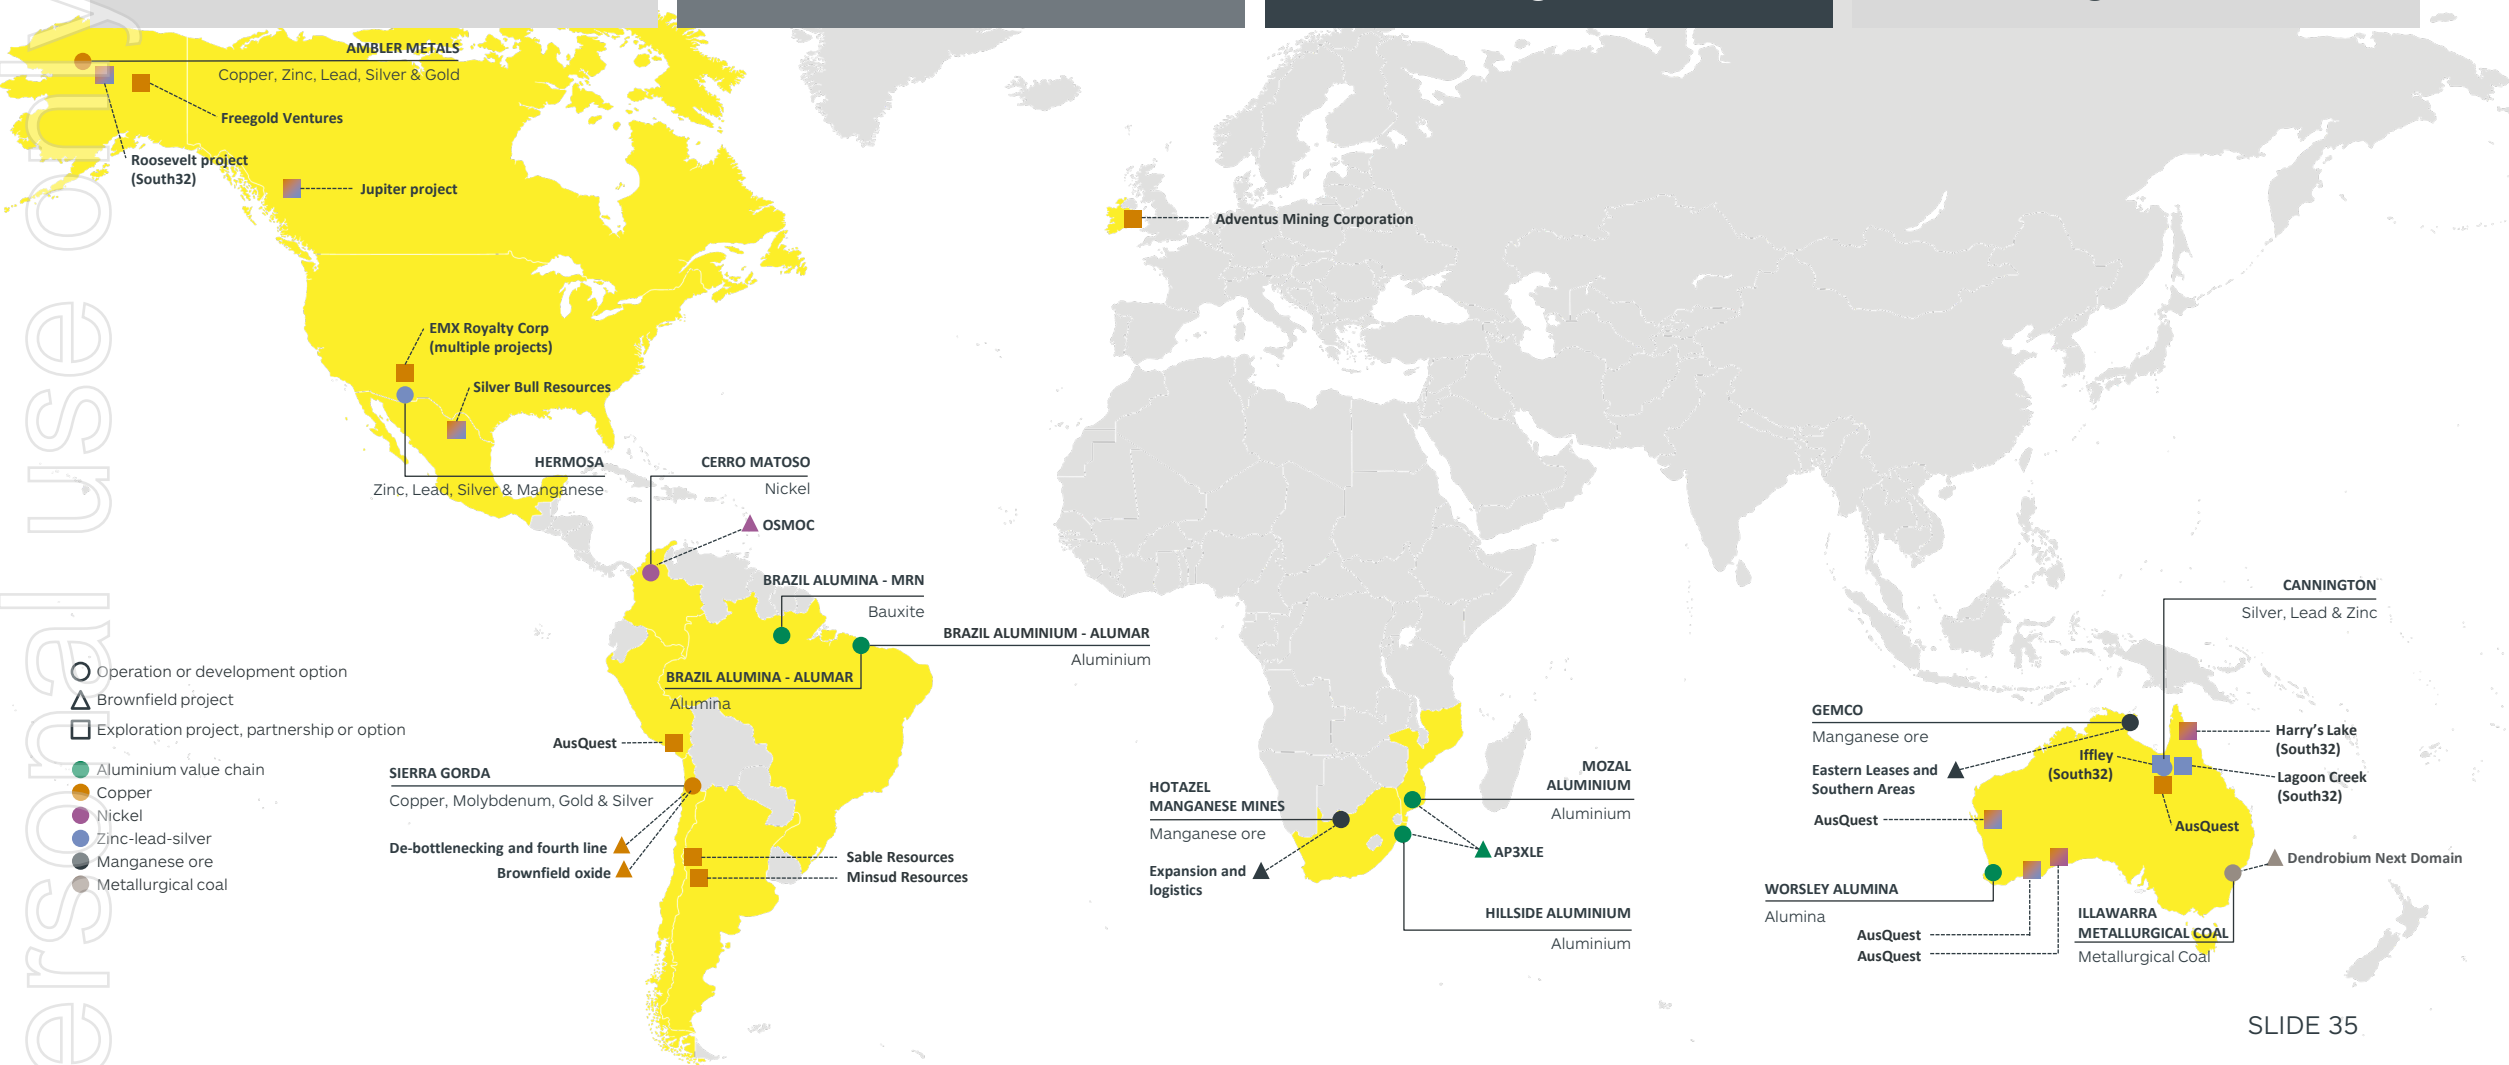 AMBLER METALS
Copper, Zinc, Lead, Silver & Gold
Freegold Ventures
Roosevelt project
(South32)
Jupiter project
Adventus Mining Corporation
EMX Royalty Corp
(multiple projects)
Silver Bull Resources
HERMOSA
Zinc, Lead, Silver & Manganese
CERRO MATOSO
Nickel
OSMOC
BRAZIL ALUMINA - MRN
Bauxite
BRAZIL ALUMINIUM - ALUMAR
Aluminium
BRAZIL ALUMINA - ALUMAR
Alumina
AusQuest
SIERRA GORDA
Copper, Molybdenum, Gold & Silver
De-bottlenecking and fourth line
Brownfield oxide
Sable Resources
Minsud Resources
Operation or development option
Brownfield project
Exploration project, partnership or option
Aluminium value chain
Copper
Nickel
Zinc-lead-silver
Manganese ore
Metallurgical coal
HOTAZEL
MANGANESE MINES
Manganese ore
Expansion and
logistics
MOZAL
ALUMINIUM
Aluminium
AP3XLE
HILLSIDE ALUMINIUM
Aluminium
CANNINGTON
Silver, Lead & Zinc
GEMCO
Manganese ore
Eastern Leases and
Southern Areas
Iffley
(South32)
Harry's Lake
(South32)
Lagoon Creek
(South32)
AusQuest
AusQuest
Dendrobium Next Domain
WORSLEY ALUMINA
Alumina
AusQuest
AusQuest
ILLAWARRA
METALLURGICAL COAL
Metallurgical Coal
SLIDE 35
ersonal use only